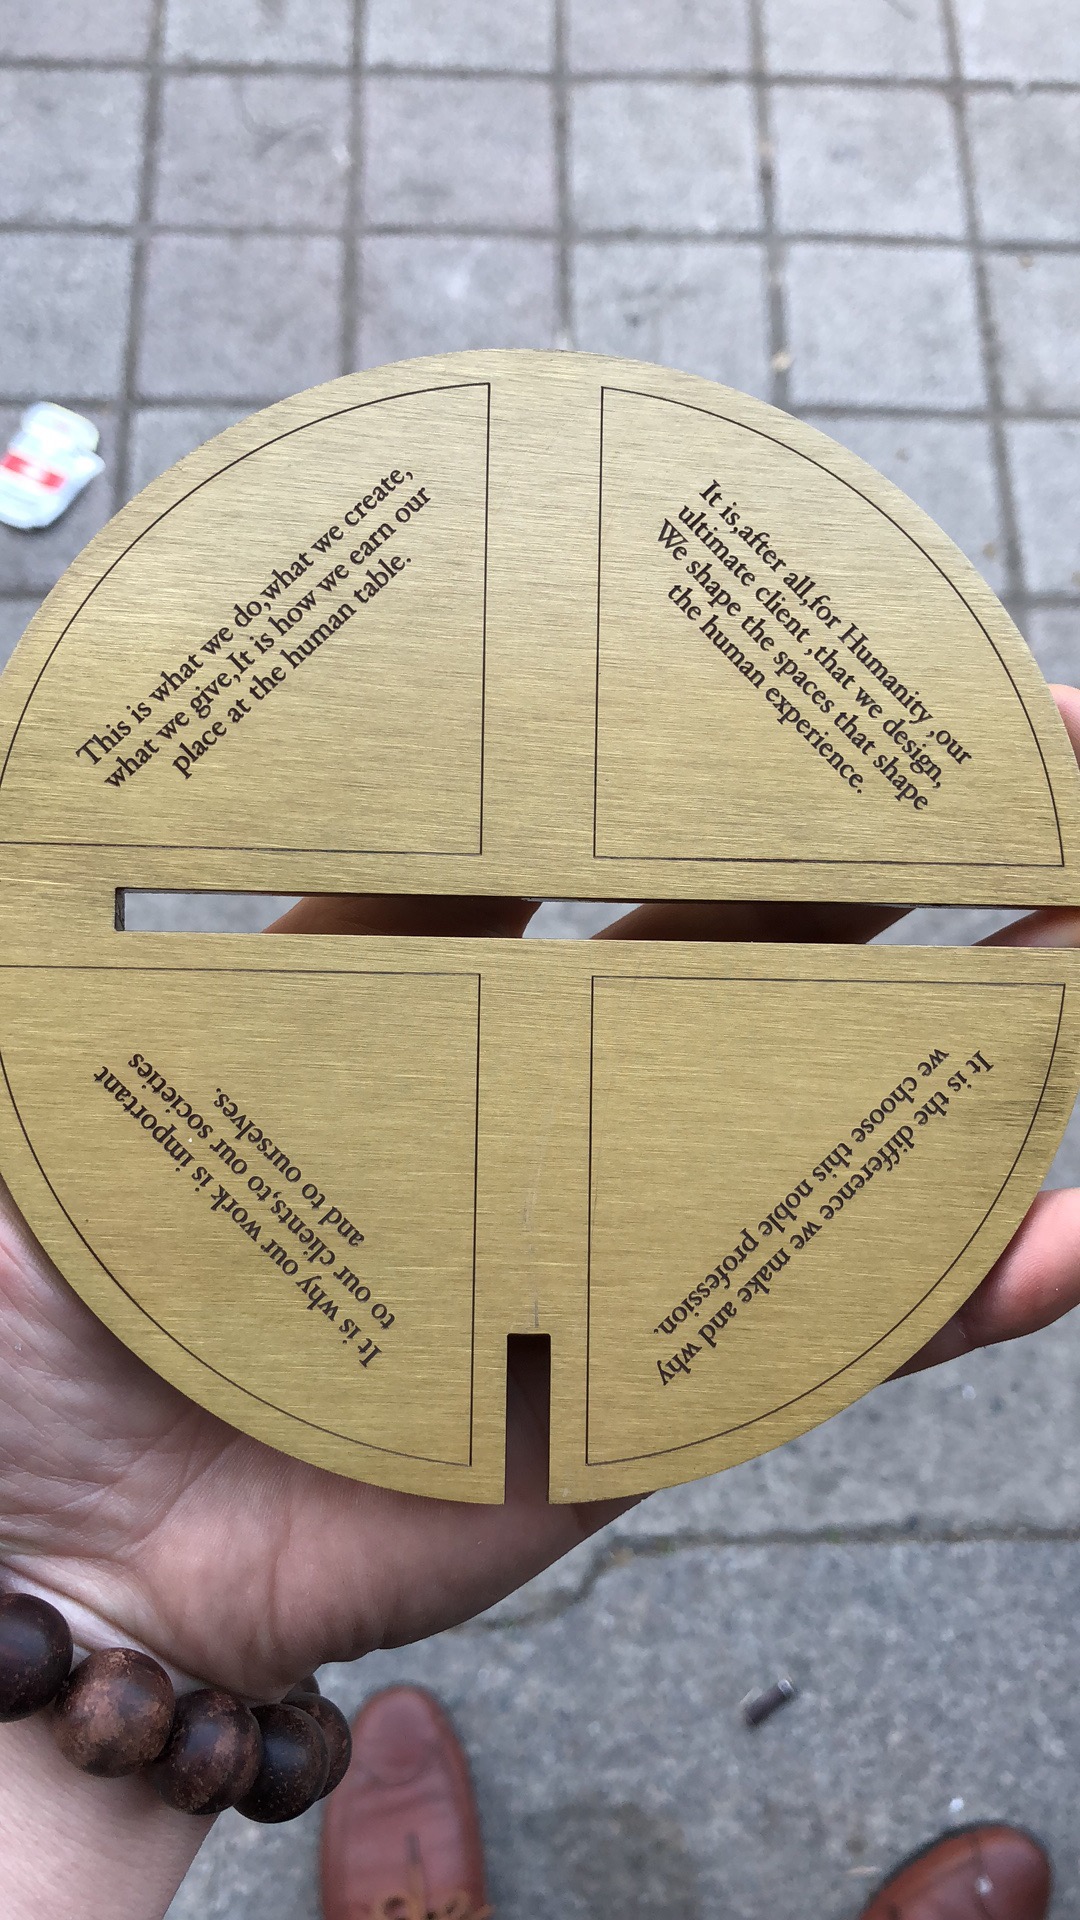 This is what we do,what we create,
what we give,It is how we earn our
place at the human table.
It is,after all,for Humanity ,our
ultimate client ,that we design,
We shape the spaces that shape
the human experience.
It is the difference we make and why
we choose this noble profession.
It is why our work is important
to our clients,to our societies
and to ourselves.